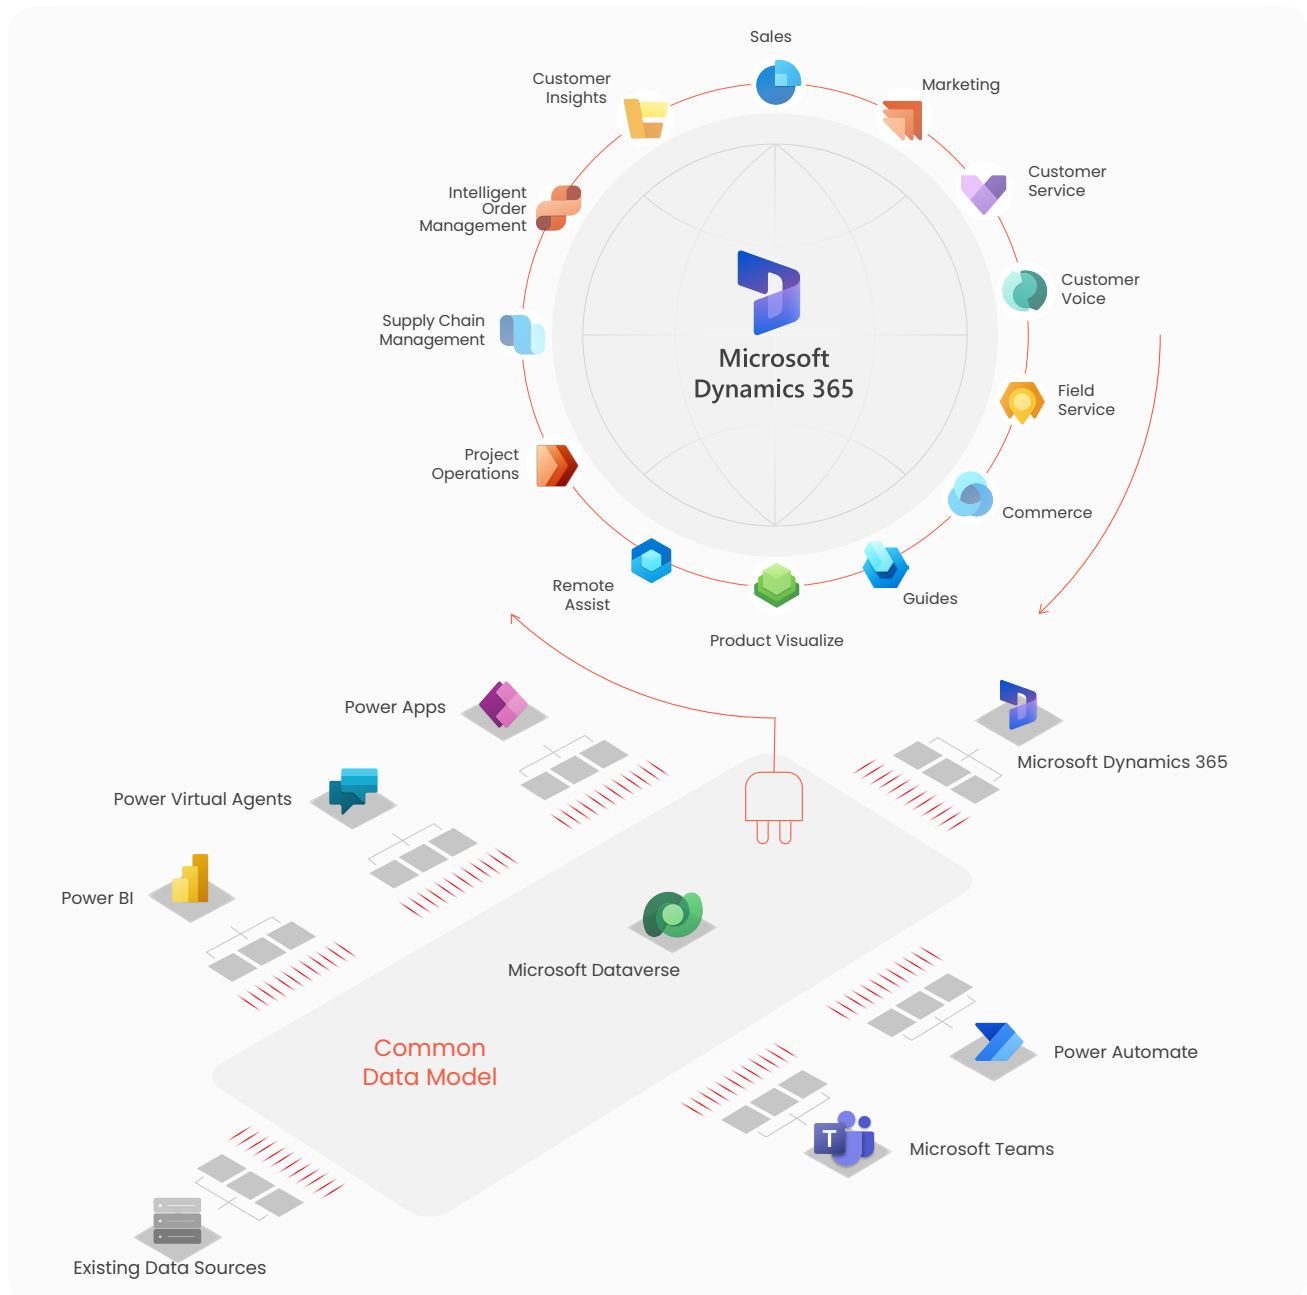 Sales
Customer
Insights
Marketing
Intelligent
Order
Management
Customer
Service
Customer
Voice
Supply Chain
Management
Microsoft
Dynamics 365
Field
Service
Project
Operations
Commerce
Remote
Assist
Guides
Product Visualize
Power Apps
Microsoft Dynamics 365
Power Virtual Agents
Power BI
Microsoft Dataverse
Common
Data Model
Power Automate
T
Microsoft Teams
Existing Data Sources